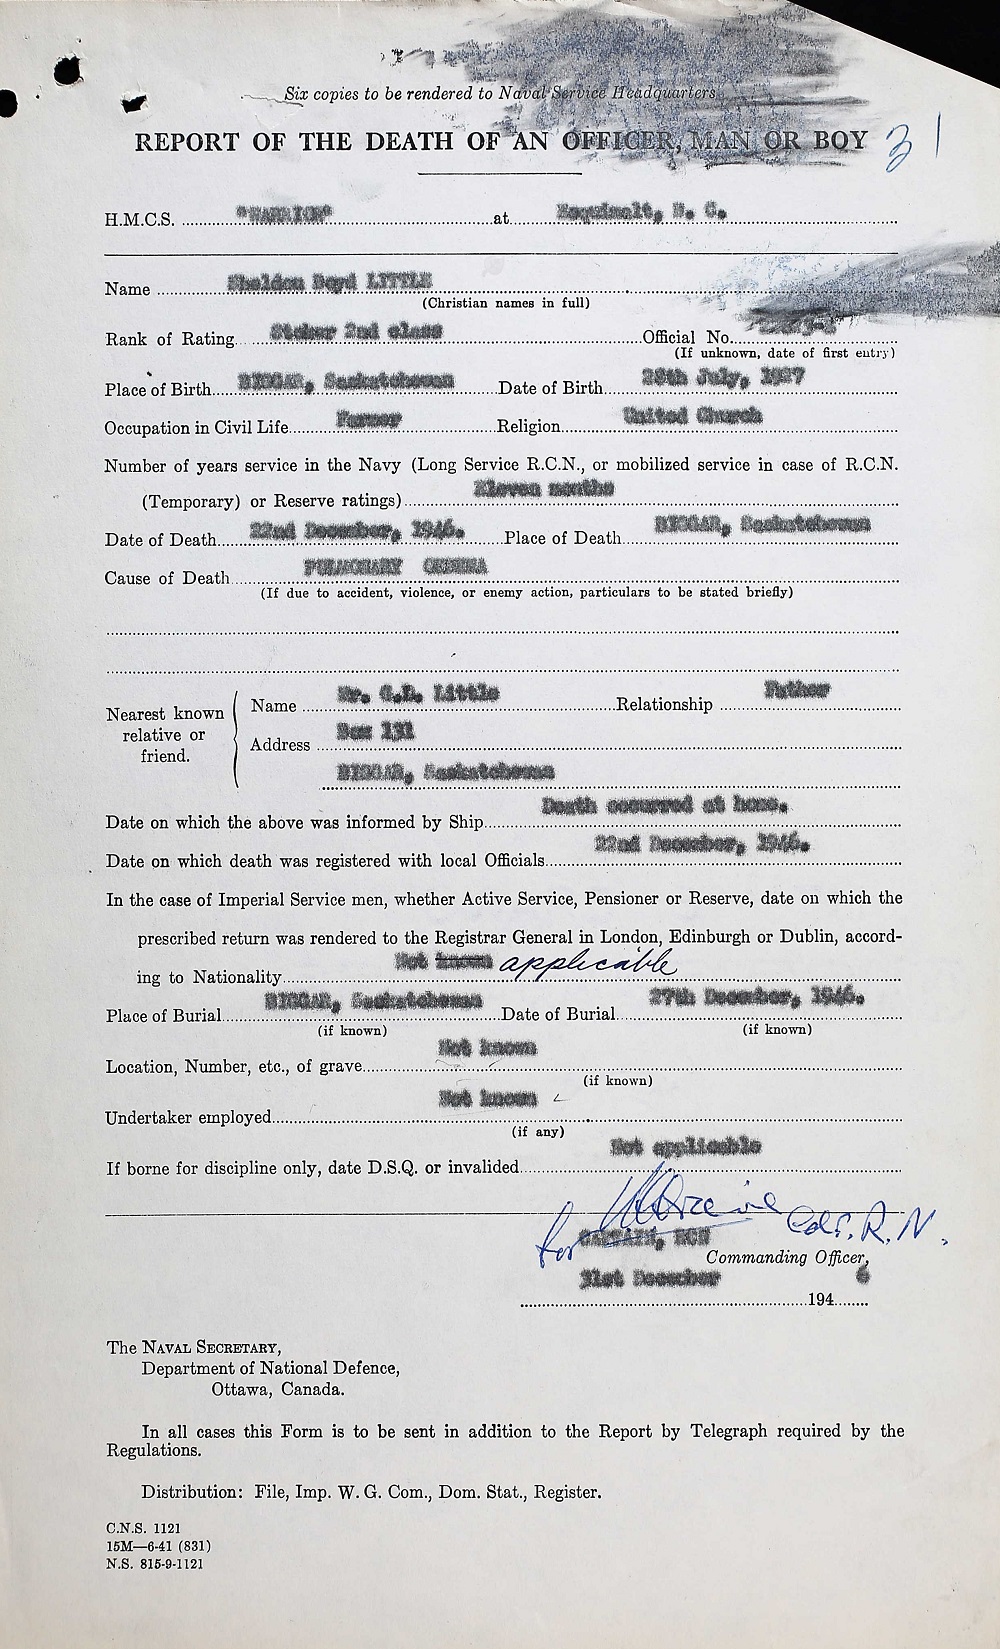 Six copies to be rendered to Naval Service Headquarters
REPORT OF THE DEATH OF AN OFFICER, MAN OR BOY
31
H.M.C.S. "WARRIOR" at Esquimalt, B. C.
Name Sheldon Boyd LITTLE
(Christian names in full)
Rank of Rating Stoker 2nd class Official No.
(If unknown, date of first entry)
Place of Birth BIGGAR, Saskatchewan Date of Birth 28th July, 1927
Occupation in Civil Life Farmer Religion United Church
Number of years service in the Navy (Long Service R.C.N., or mobilized service in case of R.C.N.
(Temporary) or Reserve ratings) Eleven months
Date of Death 22nd December, 1946. Place of Death BIGGAR, Saskatchewan
Cause of Death PULMONARY OEDEMA
(If due to accident, violence, or enemy action, particulars to be stated briefly)
Nearest known relative or friend.
Name Mr. G.L. Little Relationship Father
Address Box 131
BIGGAR, Saskatchewan
Date on which the above was informed by Ship Death occurred at home.
Date on which death was registered with local Officials 22nd December, 1946.
In the case of Imperial Service men, whether Active Service, Pensioner or Reserve, date on which the
prescribed return was rendered to the Registrar General in London, Edinburgh or Dublin, accord-
ing to Nationality Not known applicable
Place of Burial BIGGAR, Saskatchewan Date of Burial 27th December, 1946.
(if known) (if known)
Location, Number, etc., of grave Not known
(if known)
Undertaker employed Not known
(if any)
If borne for discipline only, date D.S.Q. or invalided Not applicable
for Cdr. R.N.
CAPTAIN, RCN
Commanding Officer,
31st December 194 6
The NAVAL SECRETARY,
Department of National Defence,
Ottawa, Canada.
In all cases this Form is to be sent in addition to the Report by Telegraph required by the
Regulations.
Distribution: File, Imp. W. G. Com., Dom. Stat., Register.
C.N.S. 1121
15M—6-41 (831)
N.S. 815-9-1121